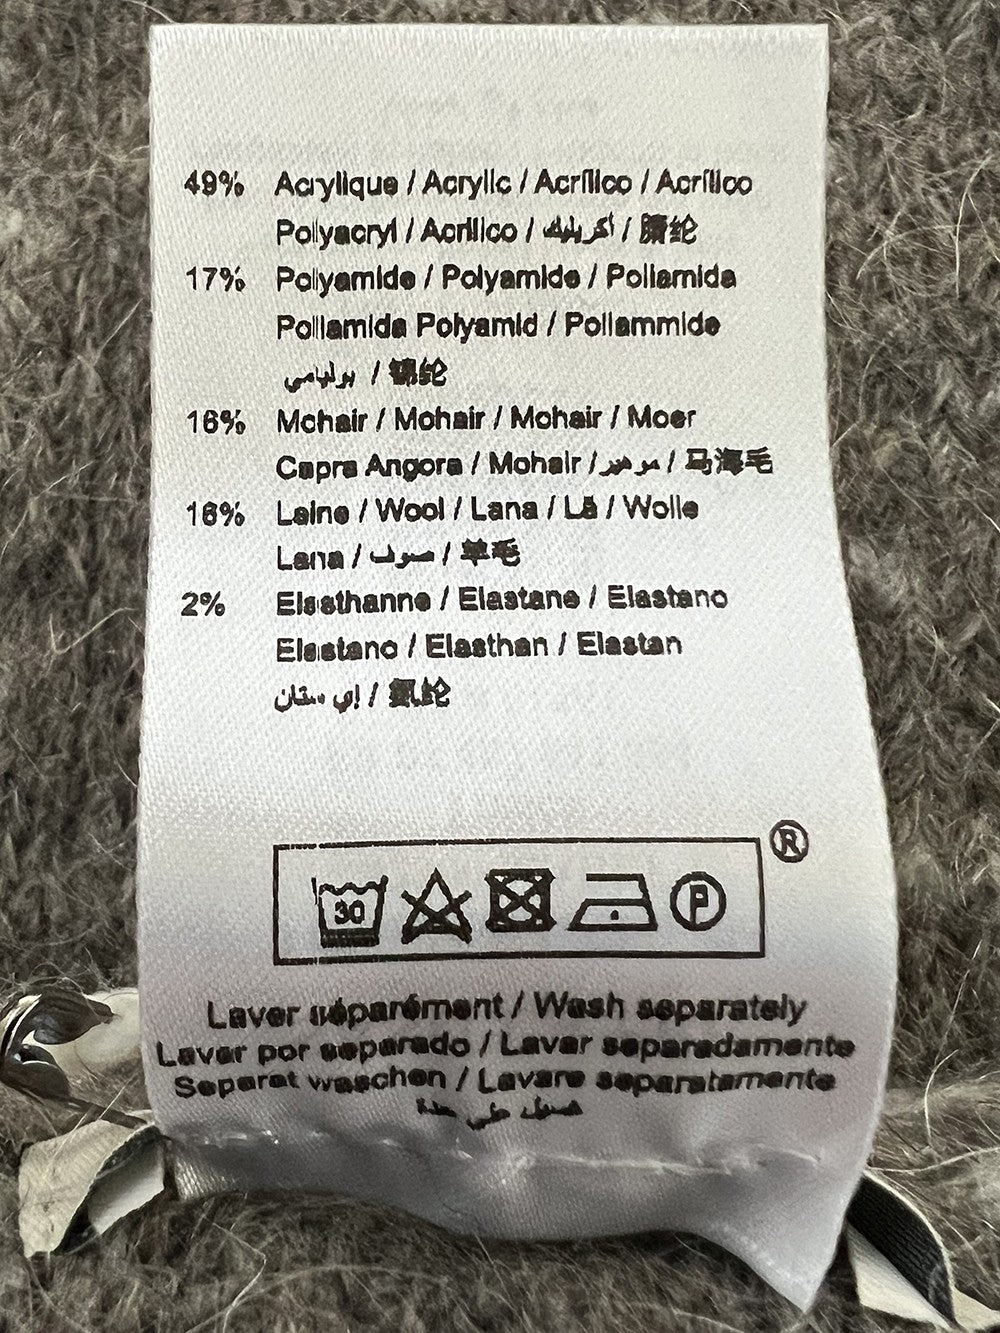 49% Acrylique / Acrylic / Acrílico / Acrílico
Polyacryl / Acrilico / أكريليك / 腈纶
17% Polyamide / Polyamide / Poliamida
Poliamida Polyamid / Poliammide
بوليامي / 锦纶
16% Mohair / Mohair / Mohair / Moer
Capra Angora / Mohair / موهير / 马海毛
16% Laine / Wool / Lana / Lã / Wolle
Lana / صوف / 羊毛
2% Elasthanne / Elastane / Elastano
Elastano / Elasthan / Elastan
إي ستان / 氨纶
®
30 P
Laver séparément / Wash separately
Lavar por separado / Lavar separadamente
Separat waschen / Lavare separatamente